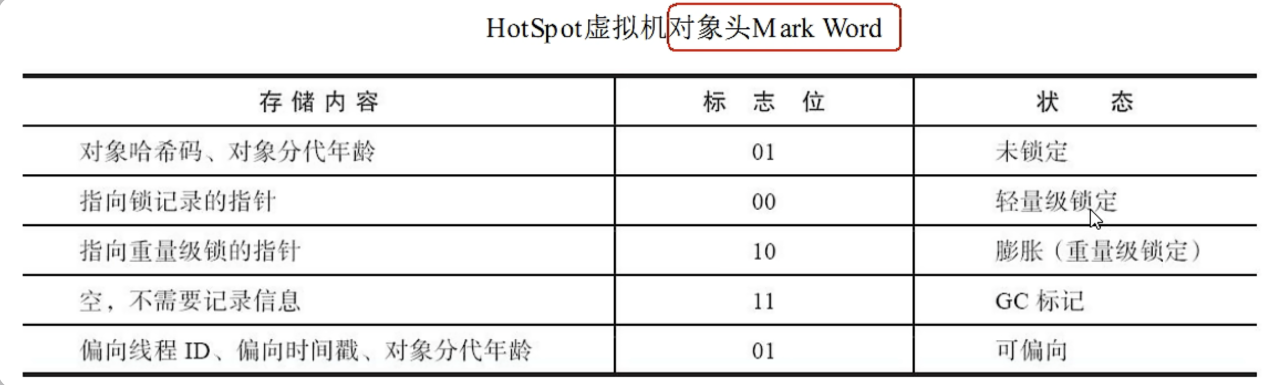 HotSpot虚拟机对象头Mark Word
存储内容 标志位 状态
对象哈希码、对象分代年龄 01 未锁定
指向锁记录的指针 00 轻量级锁定
指向重量级锁的指针 10 膨胀（重量级锁定）
空，不需要记录信息 11 GC 标记
偏向线程 ID、偏向时间戳、对象分代年龄 01 可偏向